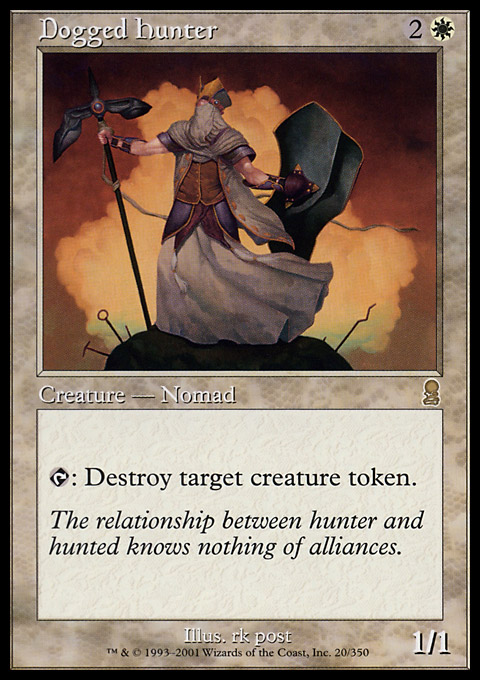 Dogged Hunter 2
Creature — Nomad
: Destroy target creature token.
The relationship between hunter and
hunted knows nothing of alliances.
Illus. rk post
™ & © 1993–2001 Wizards of the Coast, Inc. 20/350
1/1